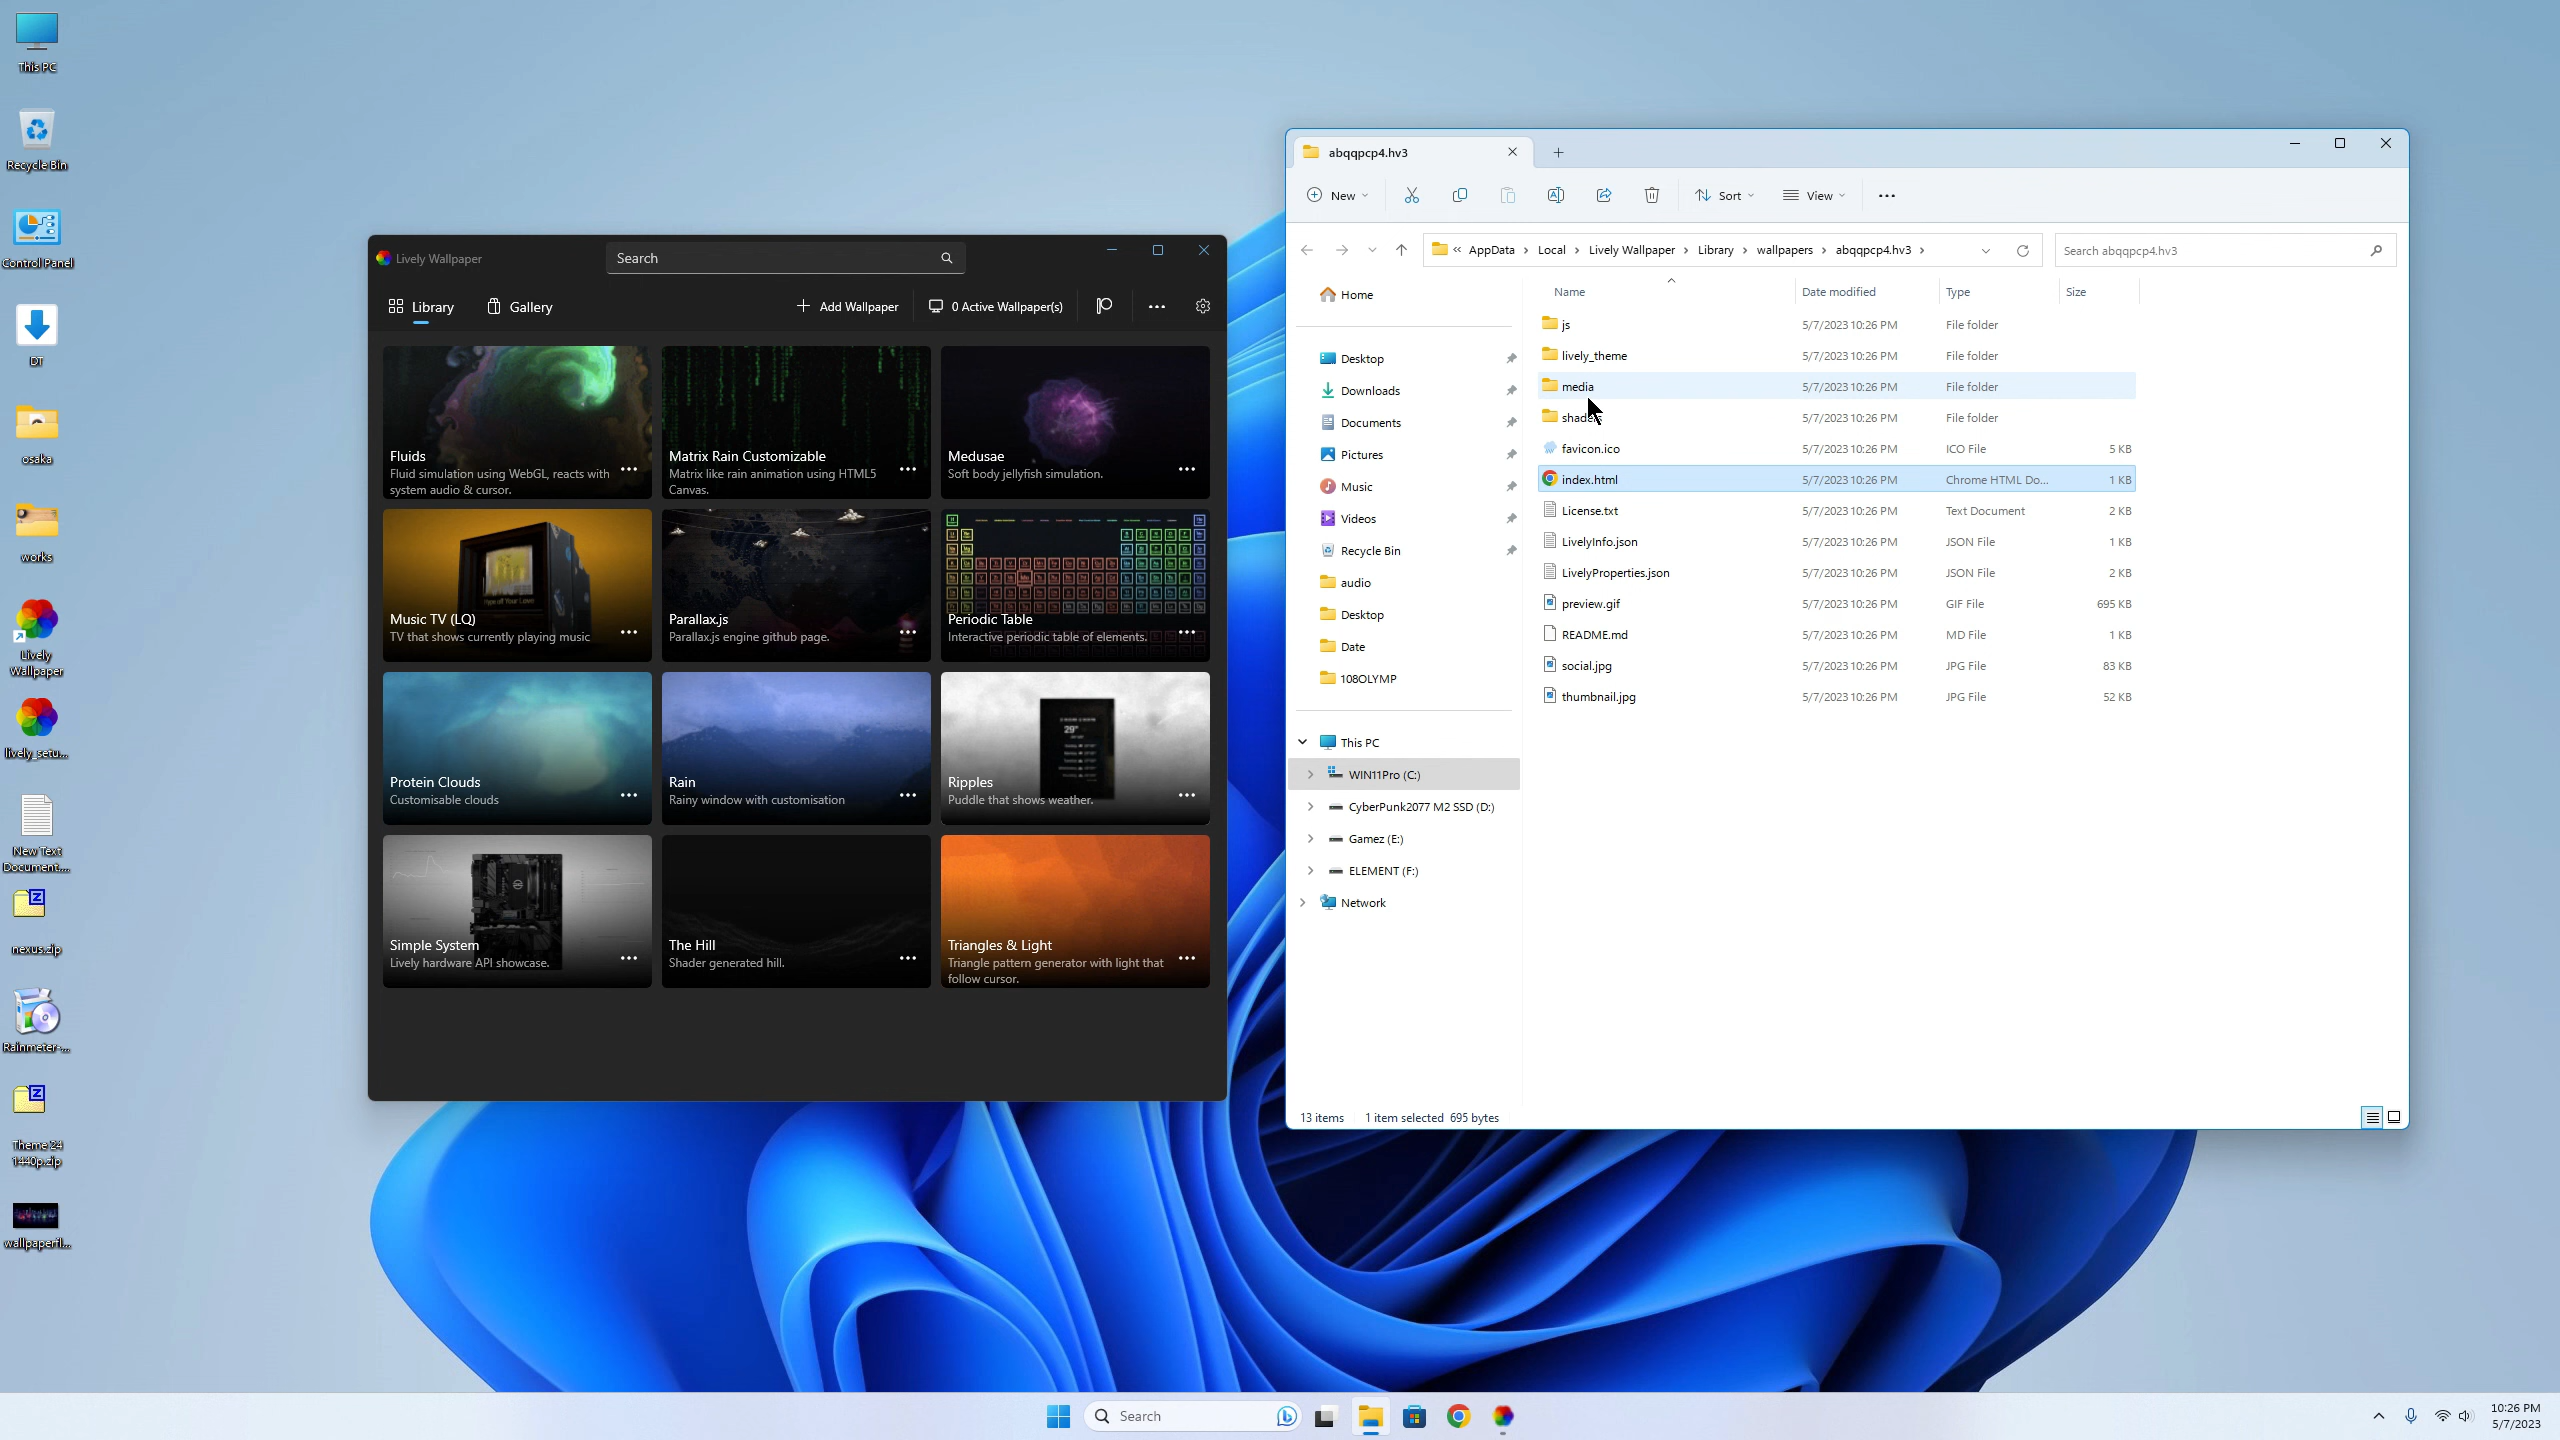 This PC
Recycle Bin
Control Panel
DT
osaka
works
Lively
Wallpaper
lively_setu...
New Text
Document....
nexus.zip
Rainmeter-...
Theme 24
1440p.zip
wallpaperfl...
Lively Wallpaper
Search
Library
Gallery
Add Wallpaper
0 Active Wallpaper(s)
Fluids
Fluid simulation using WebGL, reacts with
system audio & cursor.
Matrix Rain Customizable
Matrix like rain animation using HTML5
Canvas.
Medusae
Soft body jellyfish simulation.
Music TV (LQ)
TV that shows currently playing music
Parallax.js
Parallax.js engine github page.
Periodic Table
Interactive periodic table of elements.
Protein Clouds
Customisable clouds
Rain
Rainy window with customisation
29°
Ripples
Puddle that shows weather.
Simple System
Lively hardware API showcase.
The Hill
Shader generated hill.
Triangles & Light
Triangle pattern generator with light that
follow cursor.
abqqpcp4.hv3
New
Sort
View
« AppData › Local › Lively Wallpaper › Library › wallpapers › abqqpcp4.hv3 ›
Search abqqpcp4.hv3
Home
Desktop
Downloads
Documents
Pictures
Music
Videos
Recycle Bin
audio
Desktop
Date
108OLYMP
This PC
WIN11Pro (C:)
CyberPunk2077 M2 SSD (D:)
Gamez (E:)
ELEMENT (F:)
Network
Name Date modified Type Size
js 5/7/2023 10:26 PM File folder
lively_theme 5/7/2023 10:26 PM File folder
media 5/7/2023 10:26 PM File folder
5/7/2023 10:26 PM File folder
favicon.ico 5/7/2023 10:26 PM ICO File 5 KB
index.html 5/7/2023 10:26 PM Chrome HTML Do... 1 KB
License.txt 5/7/2023 10:26 PM Text Document 2 KB
LivelyInfo.json 5/7/2023 10:26 PM JSON File 1 KB
LivelyProperties.json 5/7/2023 10:26 PM JSON File 2 KB
preview.gif 5/7/2023 10:26 PM GIF File 695 KB
README.md 5/7/2023 10:26 PM MD File 1 KB
social.jpg 5/7/2023 10:26 PM JPG File 83 KB
thumbnail.jpg 5/7/2023 10:26 PM JPG File 52 KB
13 items 1 item selected 695 bytes
Search
10:26 PM
5/7/2023